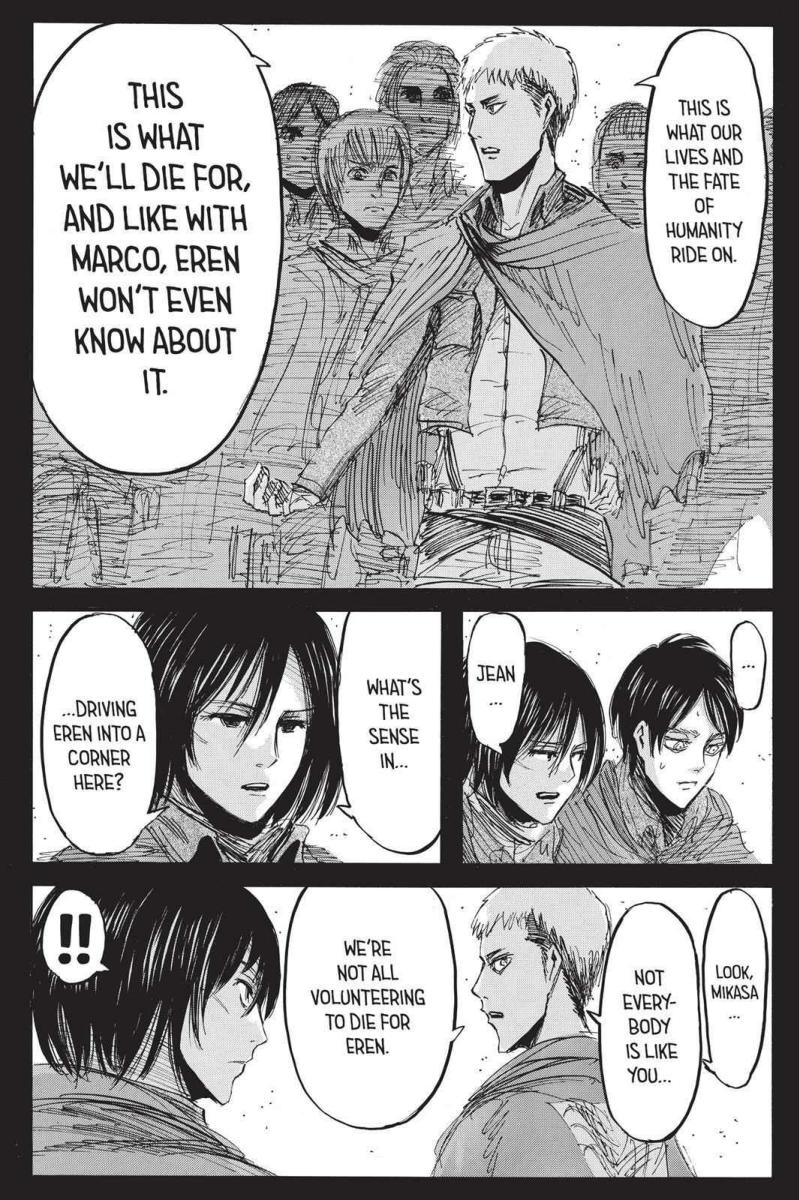 THIS IS
WHAT OUR
LIVES AND
THE FATE
OF
HUMANITY
RIDE ON.
THIS
IS WHAT
WE'LL DIE FOR,
AND LIKE WITH
MARCO, EREN
WON'T EVEN
KNOW ABOUT
IT.
...
JEAN
...
WHAT'S
THE
SENSE
IN...
...DRIVING
EREN INTO A
CORNER
HERE?
LOOK,
MIKASA
...
NOT
EVERY-
BODY
IS LIKE
YOU...
WE'RE
NOT ALL
VOLUNTEERING
TO DIE FOR
EREN.
!!